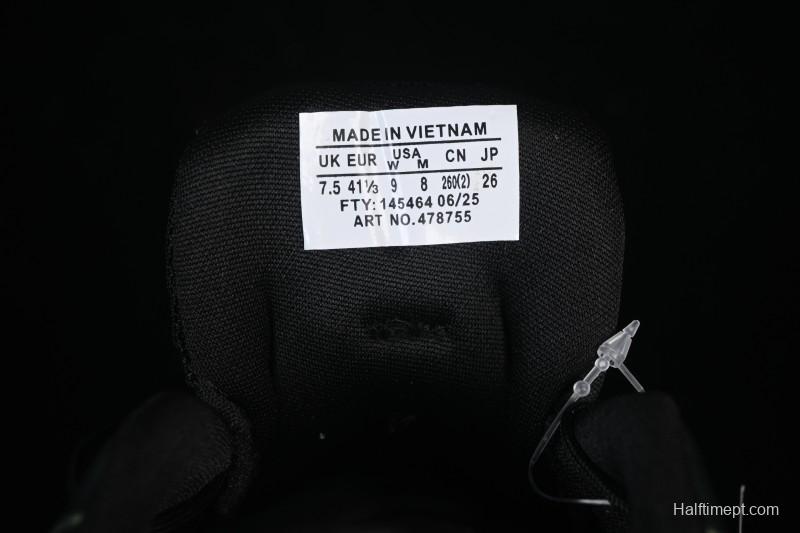 MADE IN VIETNAM
UK EUR USA W M CN JP
7.5 41⅓ 9 8 260(2) 26
FTY: 145464 06/25
ART NO. 478755
Halftimept.com